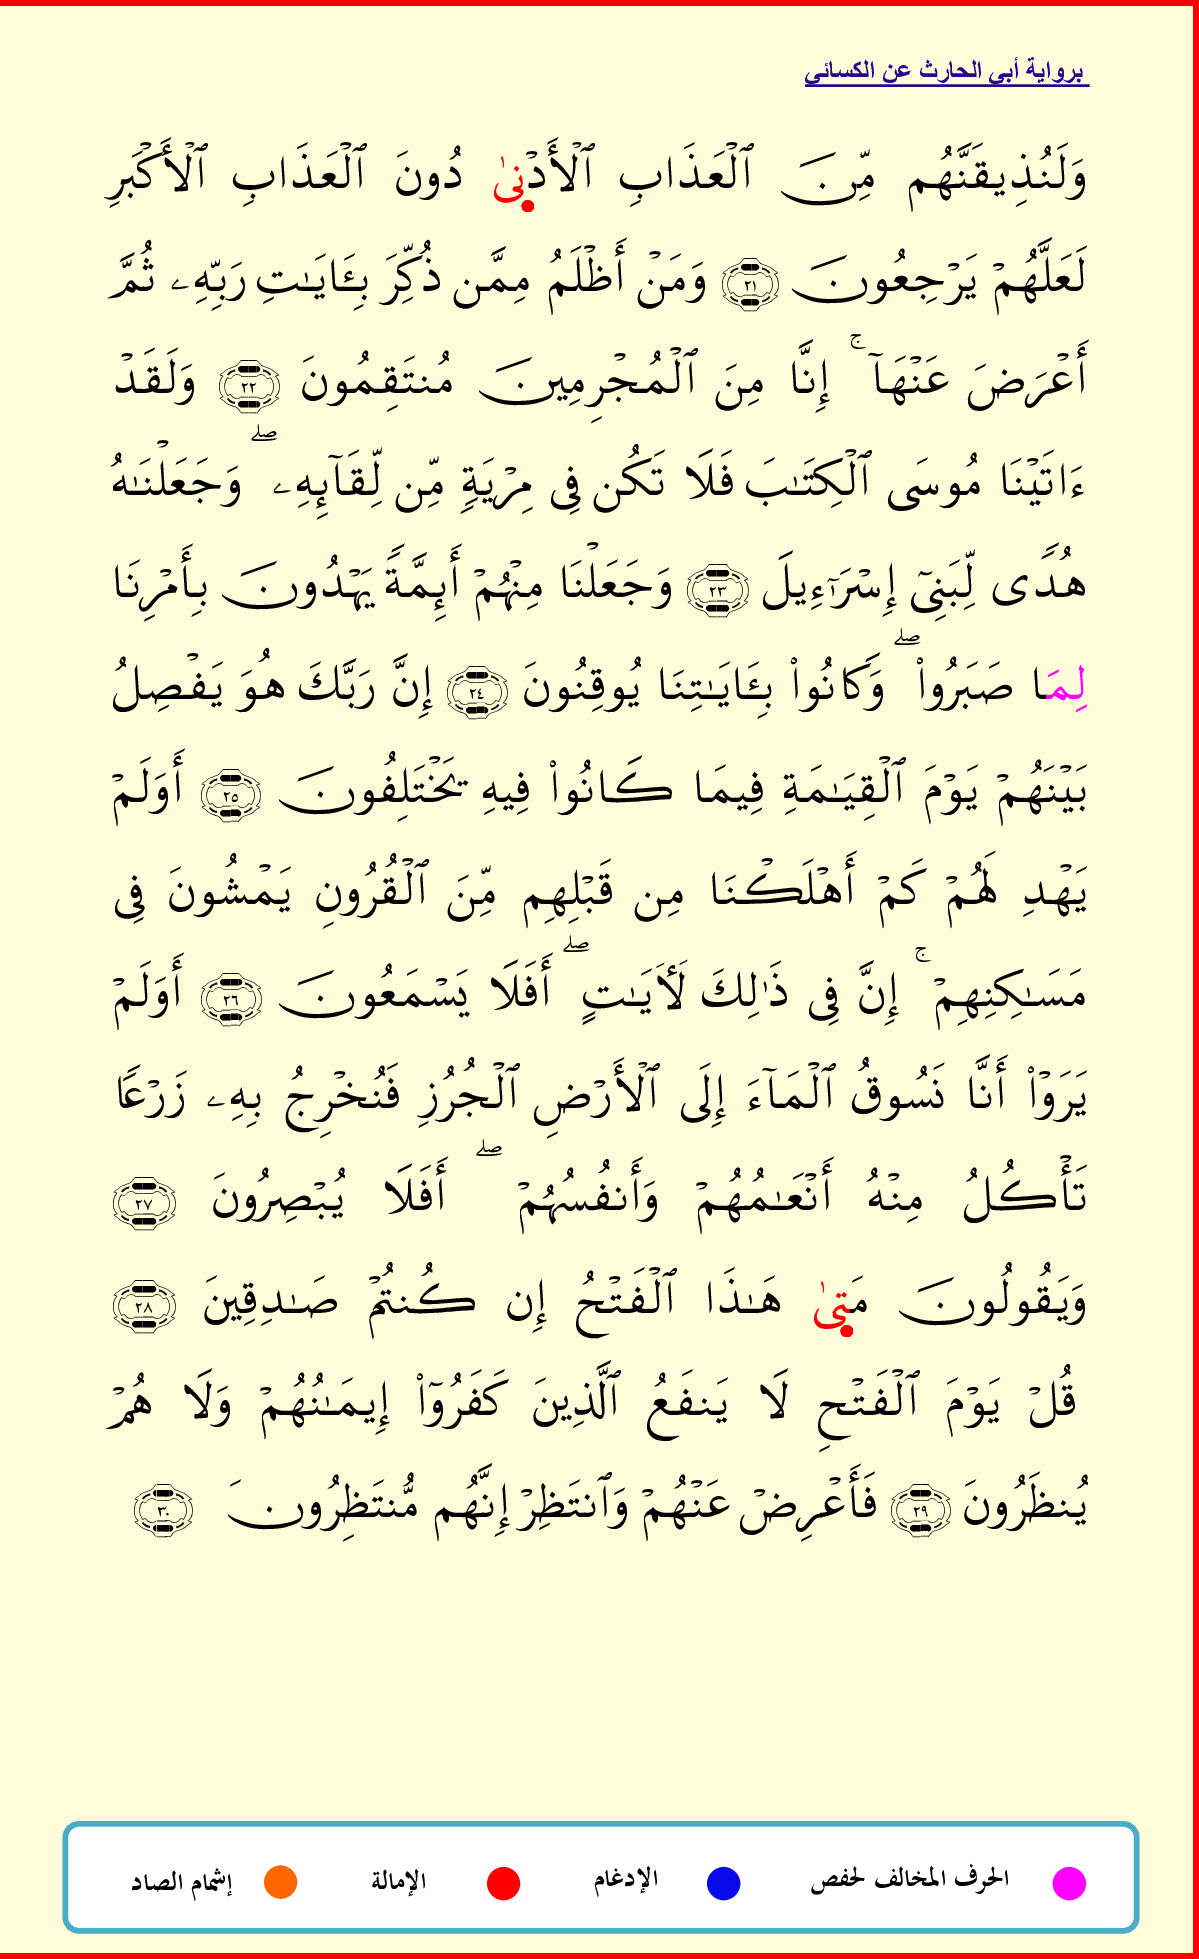 برواية أبي الحارث عن الكسائي
وَلَنُذِيقَنَّهُم مِّنَ ٱلْعَذَابِ ٱلْأَدْنِىٰ دُونَ ٱلْعَذَابِ ٱلْأَكْبَرِ
لَعَلَّهُمْ يَرْجِعُونَ ٢١ وَمَنْ أَظْلَمُ مِمَّن ذُكِّرَ بِـَٔايَـٰتِ رَبِّهِۦ ثُمَّ
أَعْرَضَ عَنْهَآ ۚ إِنَّا مِنَ ٱلْمُجْرِمِينَ مُنتَقِمُونَ ٢٢ وَلَقَدْ
ءَاتَيْنَا مُوسَى ٱلْكِتَـٰبَ فَلَا تَكُن فِى مِرْيَةٍ مِّن لِّقَآئِهِۦ ۖ وَجَعَلْنَـٰهُ
هُدًى لِّبَنِىٓ إِسْرَٰٓءِيلَ ٢٣ وَجَعَلْنَا مِنْهُمْ أَئِمَّةً يَهْدُونَ بِأَمْرِنَا
لِمَا صَبَرُوا۟ ۖ وَكَانُوا۟ بِـَٔايَـٰتِنَا يُوقِنُونَ ٢٤ إِنَّ رَبَّكَ هُوَ يَفْصِلُ
بَيْنَهُمْ يَوْمَ ٱلْقِيَـٰمَةِ فِيمَا كَانُوا۟ فِيهِ يَخْتَلِفُونَ ٢٥ أَوَلَمْ
يَهْدِ لَهُمْ كَمْ أَهْلَكْنَا مِن قَبْلِهِم مِّنَ ٱلْقُرُونِ يَمْشُونَ فِى
مَسَـٰكِنِهِمْ ۚ إِنَّ فِى ذَٰلِكَ لَأَيَـٰتٍ ۖ أَفَلَا يَسْمَعُونَ ٢٦ أَوَلَمْ
يَرَوْا۟ أَنَّا نَسُوقُ ٱلْمَآءَ إِلَى ٱلْأَرْضِ ٱلْجُرُزِ فَنُخْرِجُ بِهِۦ زَرْعًا
تَأْكُلُ مِنْهُ أَنْعَـٰمُهُمْ وَأَنفُسُهُمْ ۖ أَفَلَا يُبْصِرُونَ ٢٧
وَيَقُولُونَ مَتِىٰ هَـٰذَا ٱلْفَتْحُ إِن كُنتُمْ صَـٰدِقِينَ ٢٨
قُلْ يَوْمَ ٱلْفَتْحِ لَا يَنفَعُ ٱلَّذِينَ كَفَرُوٓا۟ إِيمَـٰنُهُمْ وَلَا هُمْ
يُنظَرُونَ ٢٩ فَأَعْرِضْ عَنْهُمْ وَٱنتَظِرْ إِنَّهُم مُّنتَظِرُونَ ٣٠
الحرف المخالف لحفص الإدغام الإمالة إشمام الصاد